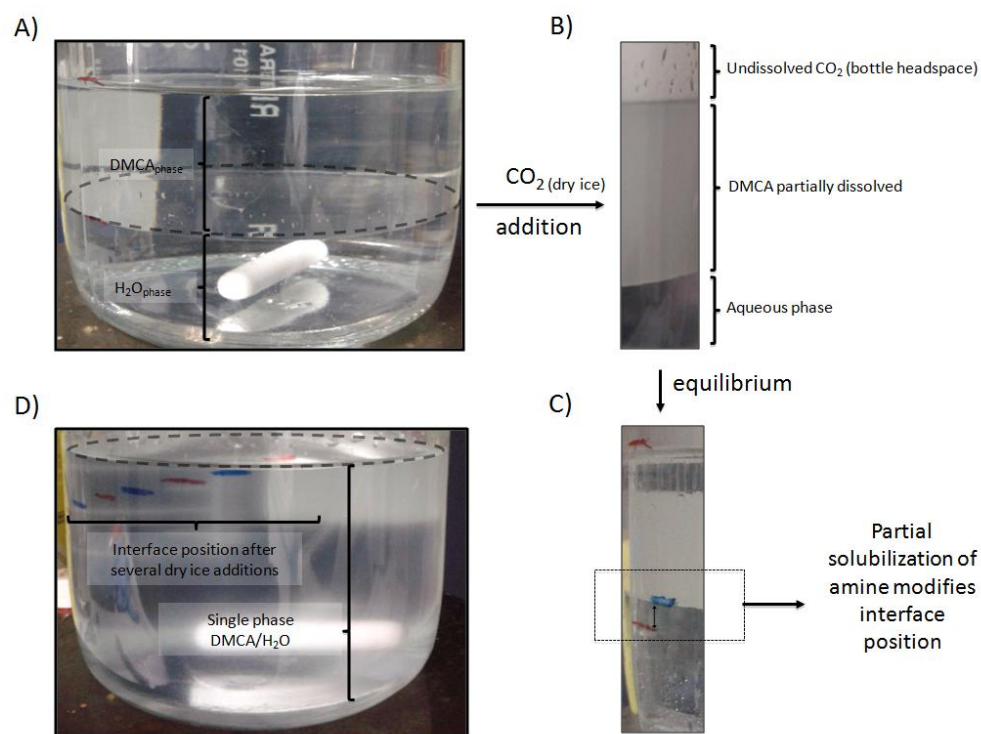 A)
DMCAphase
H₂Ophase
CO₂ (dry ice)
addition
B)
Undissolved CO₂ (bottle headspace)
DMCA partially dissolved
Aqueous phase
equilibrium
C)
Partial
solubilization of
amine modifies
interface
position
D)
Interface position after
several dry ice additions
Single phase
DMCA/H₂O